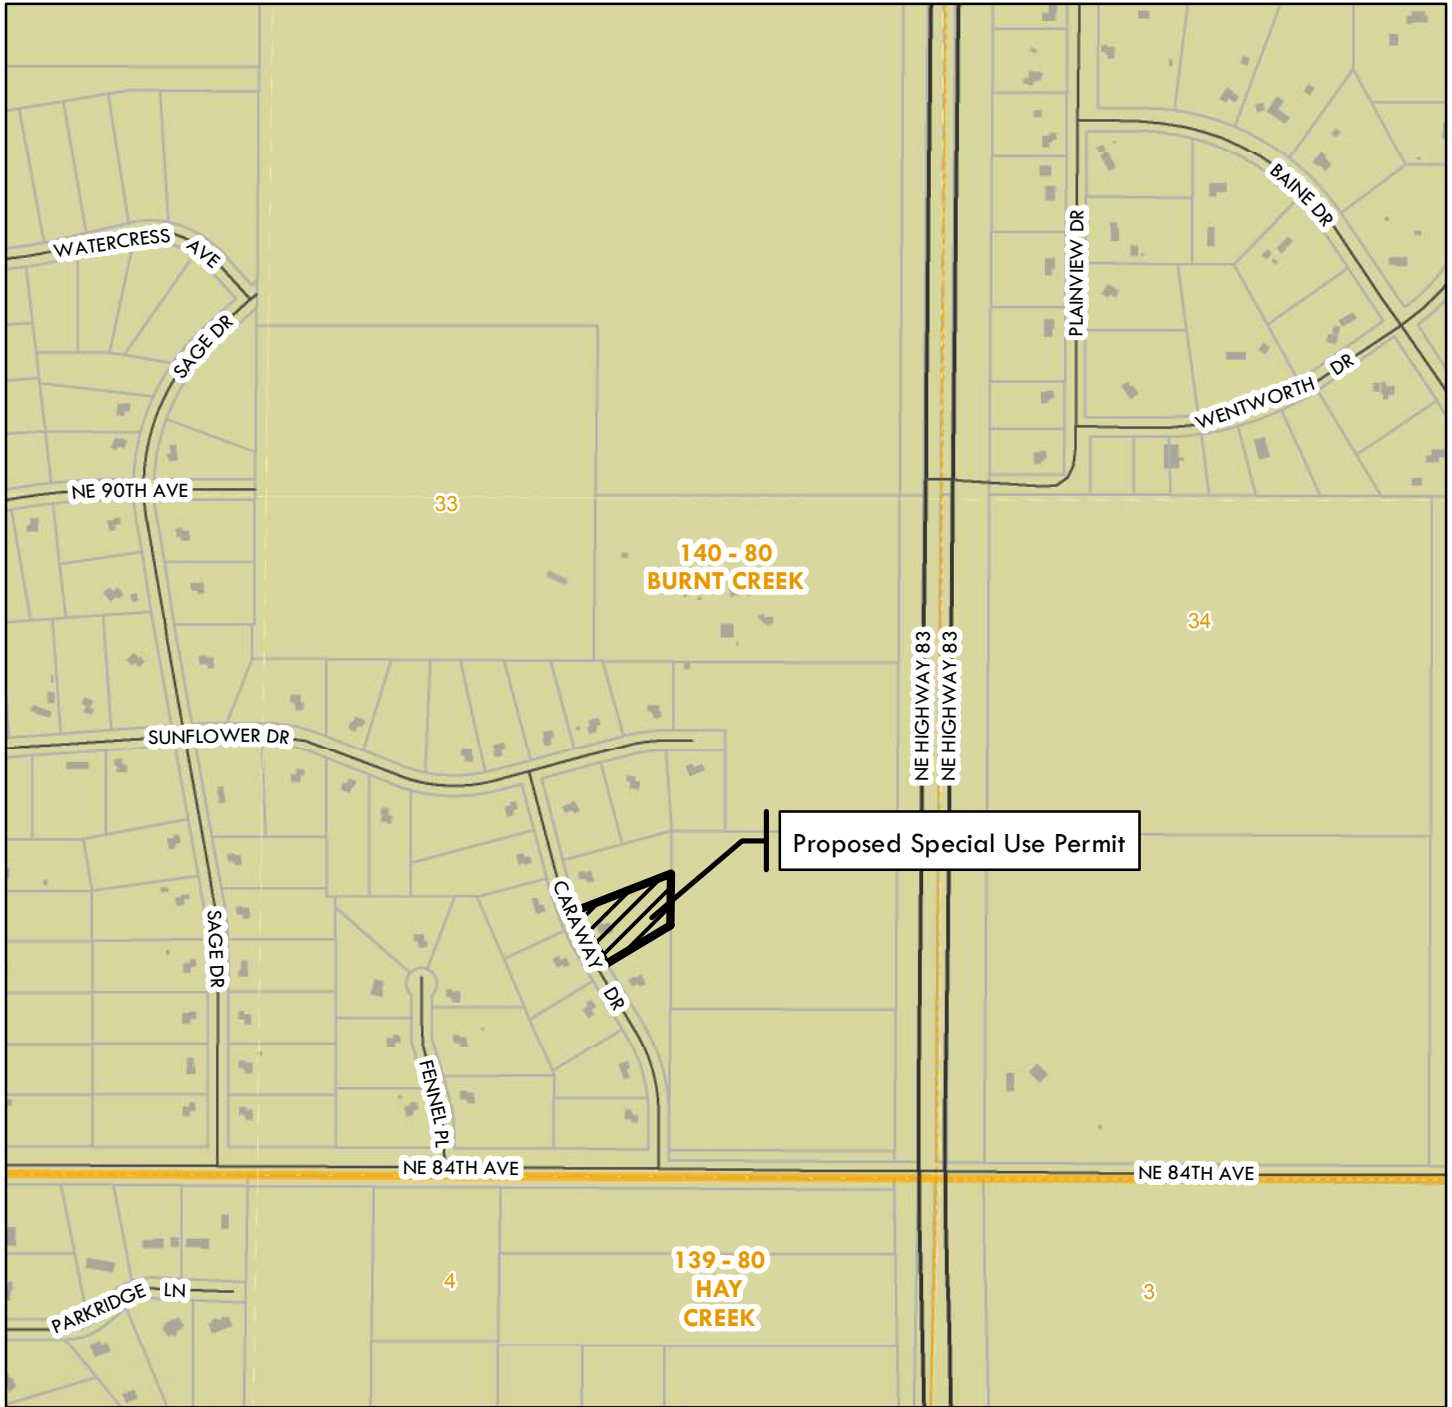 BAINE DR
WATERCRESS AVE
PLAINVIEW DR
SAGE DR
WENTWORTH DR
NE 90TH AVE
33
140 - 80
BURNT CREEK
34
NE HIGHWAY 83
NE HIGHWAY 83
SUNFLOWER DR
Proposed Special Use Permit
CARAWAY DR
SAGE DR
FENNEL PL
NE 84TH AVE
NE 84TH AVE
139 - 80
HAY
CREEK
4
3
PARKRIDGE LN